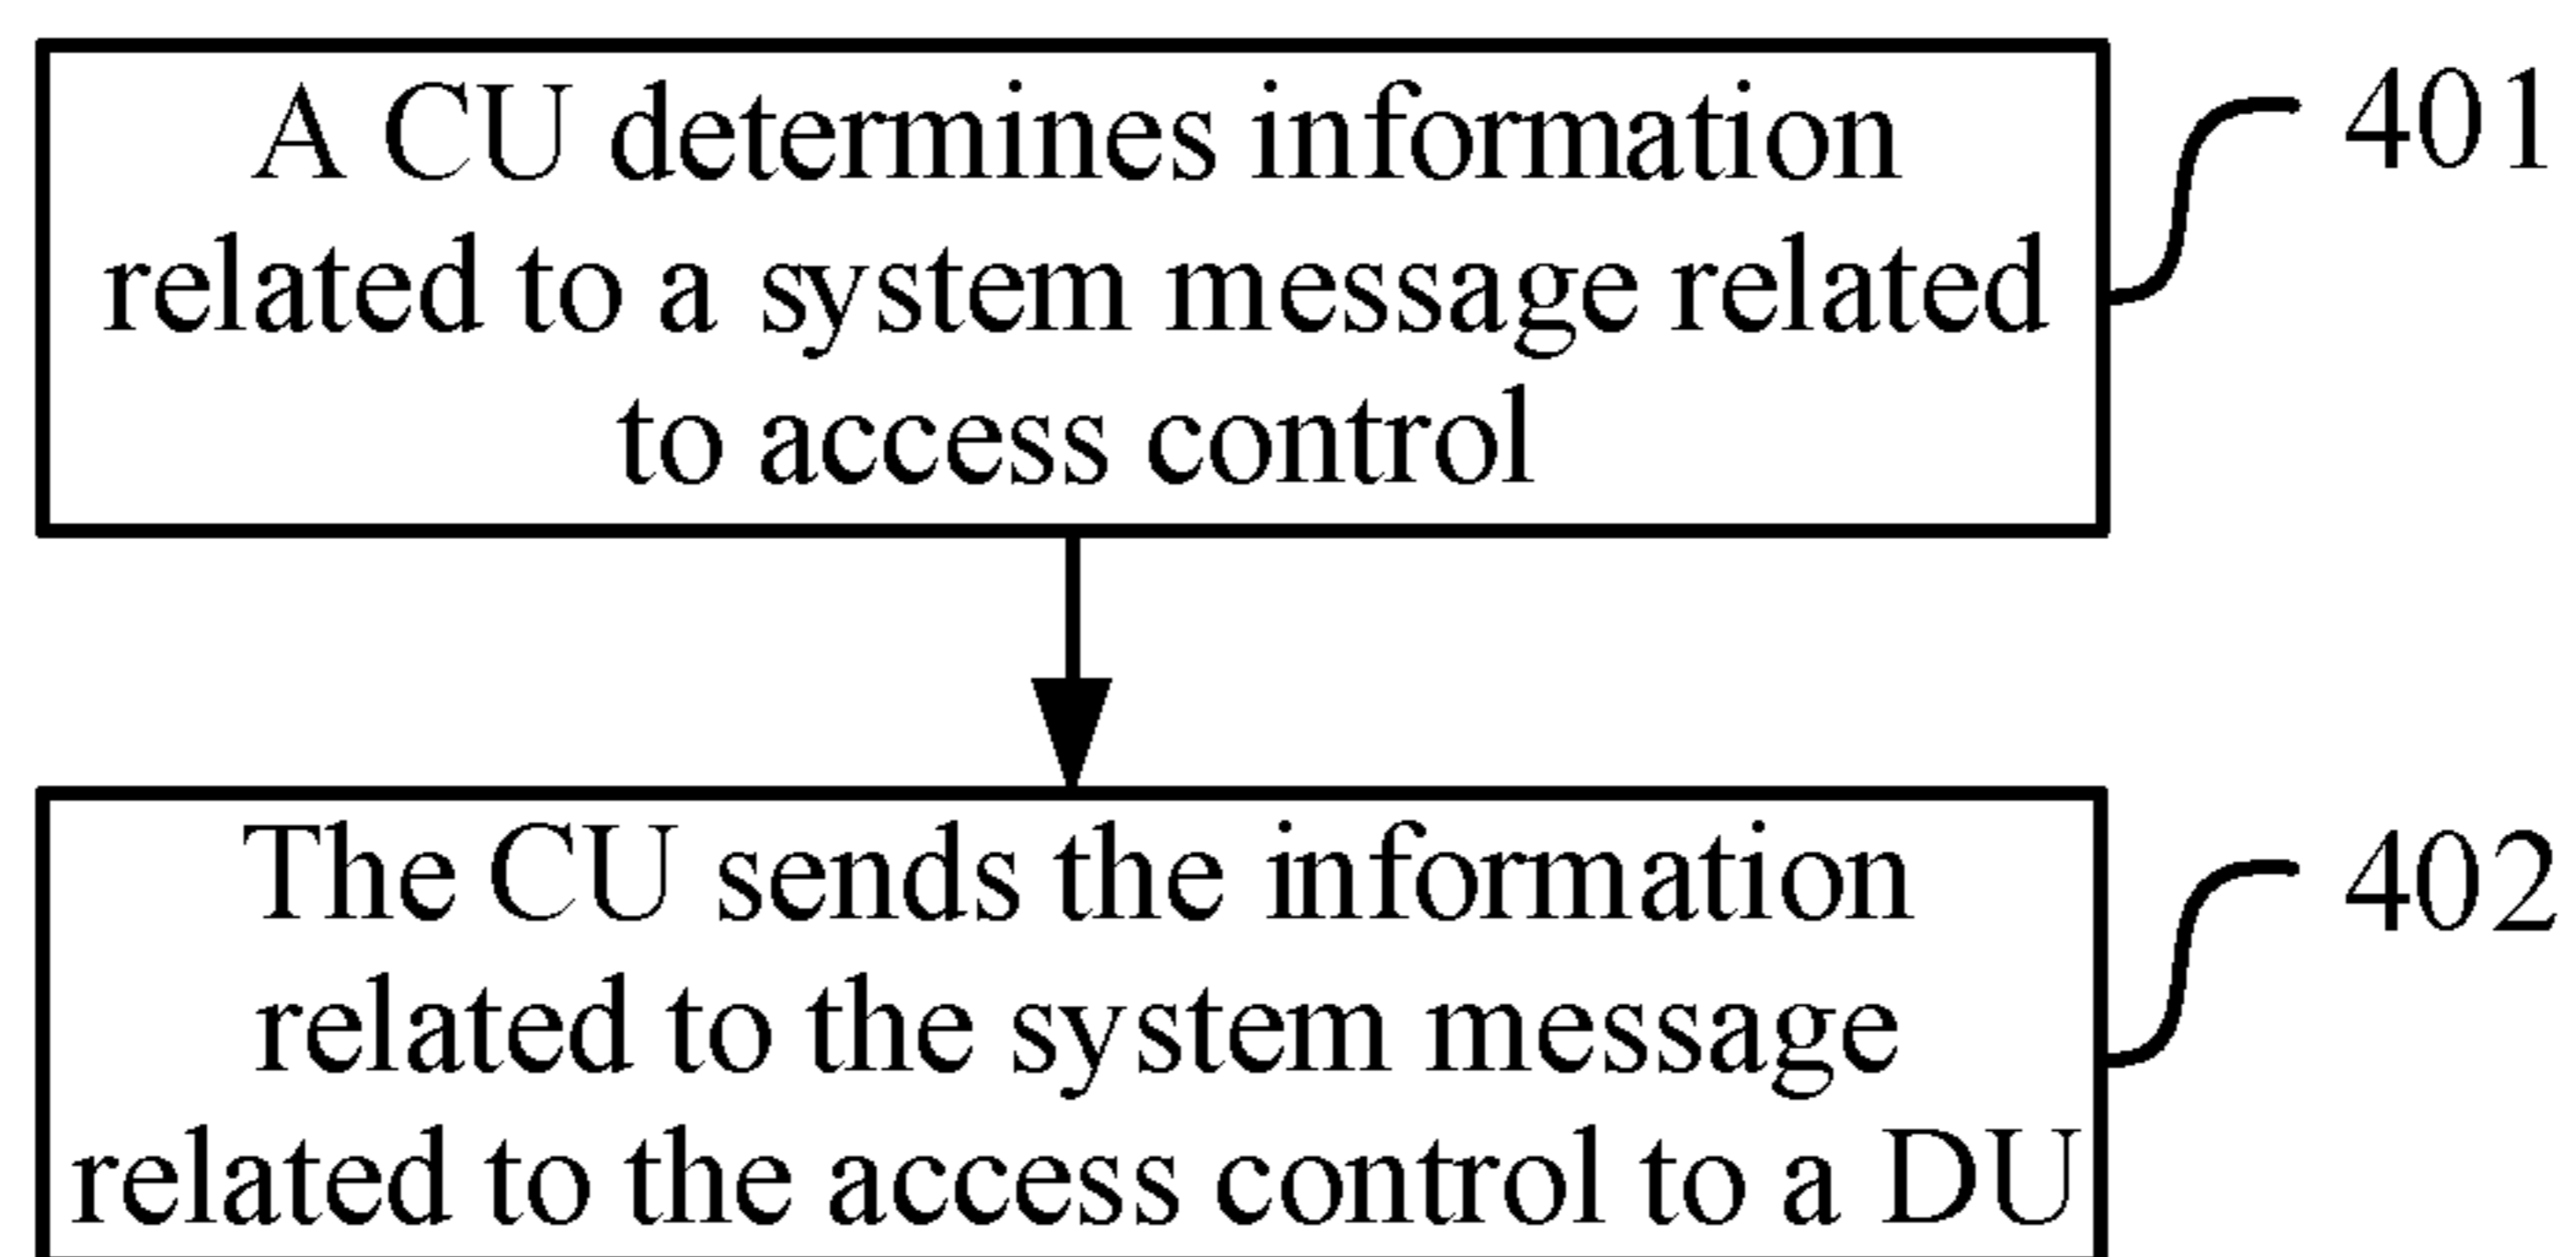 A CU determines information
related to a system message related
to access control
401
The CU sends the information
related to the system message
related to the access control to a DU
402